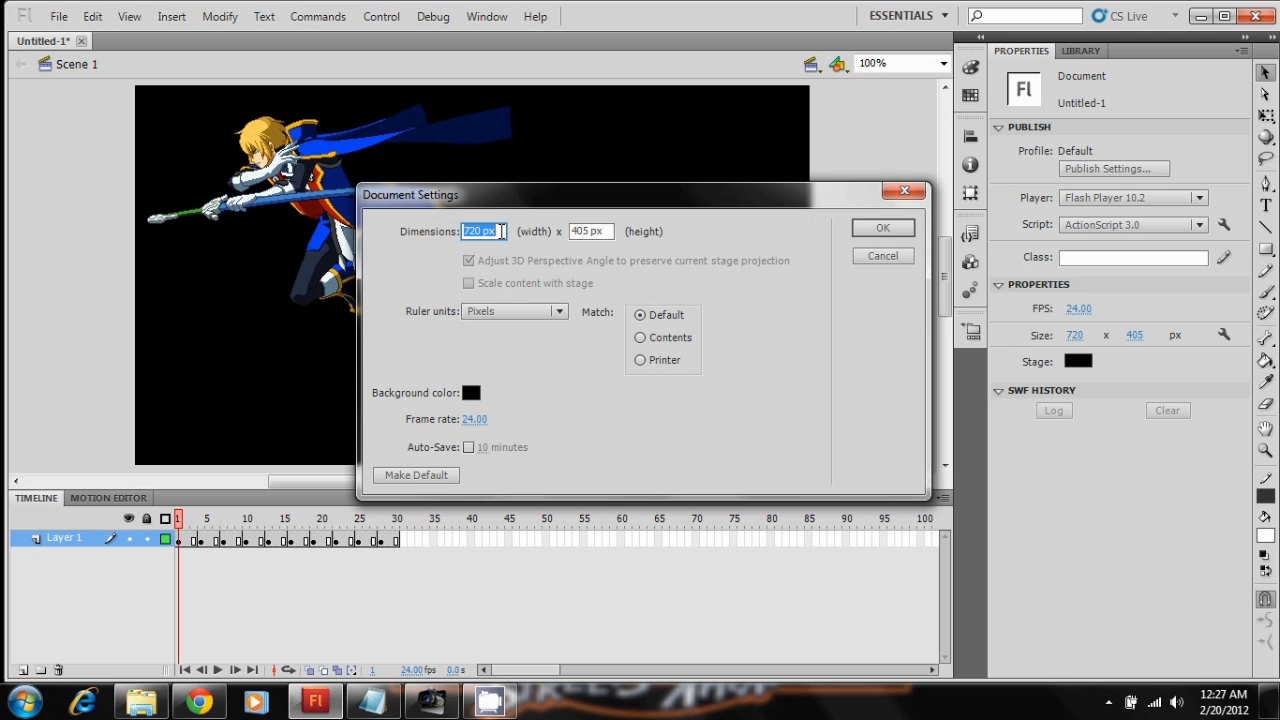 Fl File Edit View Insert Modify Text Commands Control Debug Window Help ESSENTIALS CS Live
Untitled-1*
Scene 1 100%
PROPERTIES LIBRARY
Fl Document
Untitled-1
PUBLISH
Profile: Default
Publish Settings...
Player: Flash Player 10.2
Script: ActionScript 3.0
Class:
PROPERTIES
FPS: 24.00
Size: 720 x 405 px
Stage:
SWF HISTORY
Log Clear
Document Settings
Dimensions: 720 px (width) x 405 px (height)
OK
Adjust 3D Perspective Angle to preserve current stage projection
Cancel
Scale content with stage
Ruler units: Pixels Match: Default
Contents
Printer
Background color:
Frame rate: 24.00
Auto-Save: 10 minutes
Make Default
TIMELINE MOTION EDITOR
1 5 10 15 20 25 30 35 40 45 50 55 60 65 70 75 80 85 90 95 100
Layer 1
1 24.00 fps 0.0 s
Fl
12:27 AM
2/20/2012